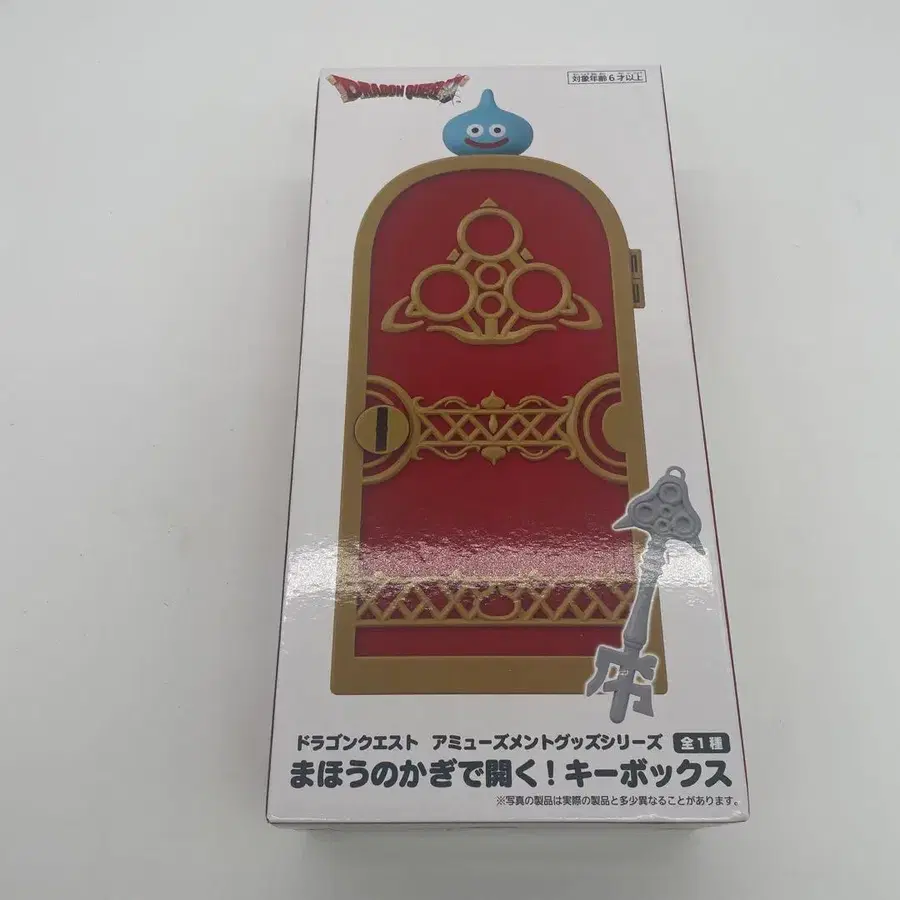 DRAGON QUEST™
対象年齢6才以上
ドラゴンクエスト アミューズメントグッズシリーズ 全1種
まほうのかぎで開く!キーボックス
※写真の製品は実際の製品と多少異なることがあります。